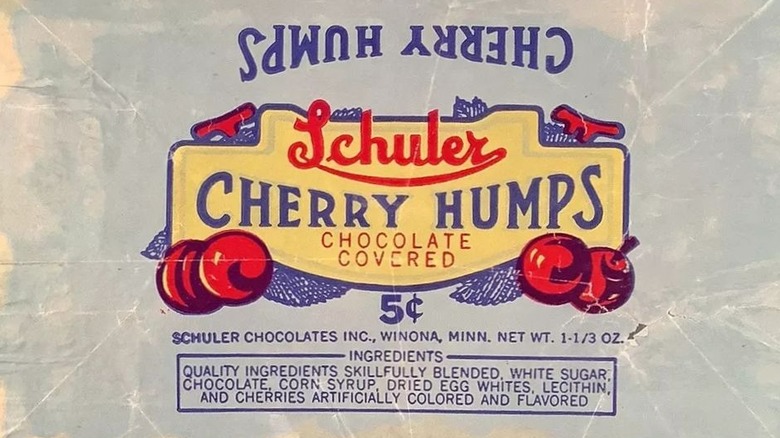 CHERRY HUMPS
Schuler
CHERRY HUMPS
CHOCOLATE
COVERED
5¢
SCHULER CHOCOLATES INC., WINONA, MINN. NET WT. 1-1/3 OZ.
INGREDIENTS
QUALITY INGREDIENTS SKILLFULLY BLENDED, WHITE SUGAR,
CHOCOLATE, CORN SYRUP, DRIED EGG WHITES, LECITHIN,
AND CHERRIES ARTIFICIALLY COLORED AND FLAVORED